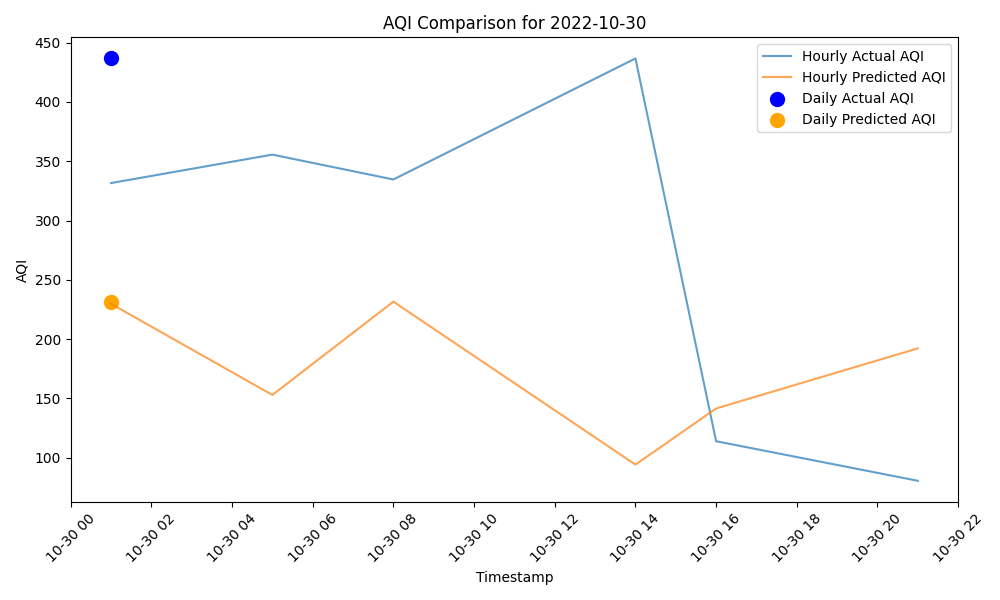 AQI Comparison for 2022-10-30
Hourly Actual AQI
Hourly Predicted AQI
Daily Actual AQI
Daily Predicted AQI
AQI
450
400
350
300
250
200
150
100
10-30 00
10-30 02
10-30 04
10-30 06
10-30 08
10-30 10
10-30 12
10-30 14
10-30 16
10-30 18
10-30 20
10-30 22
Timestamp